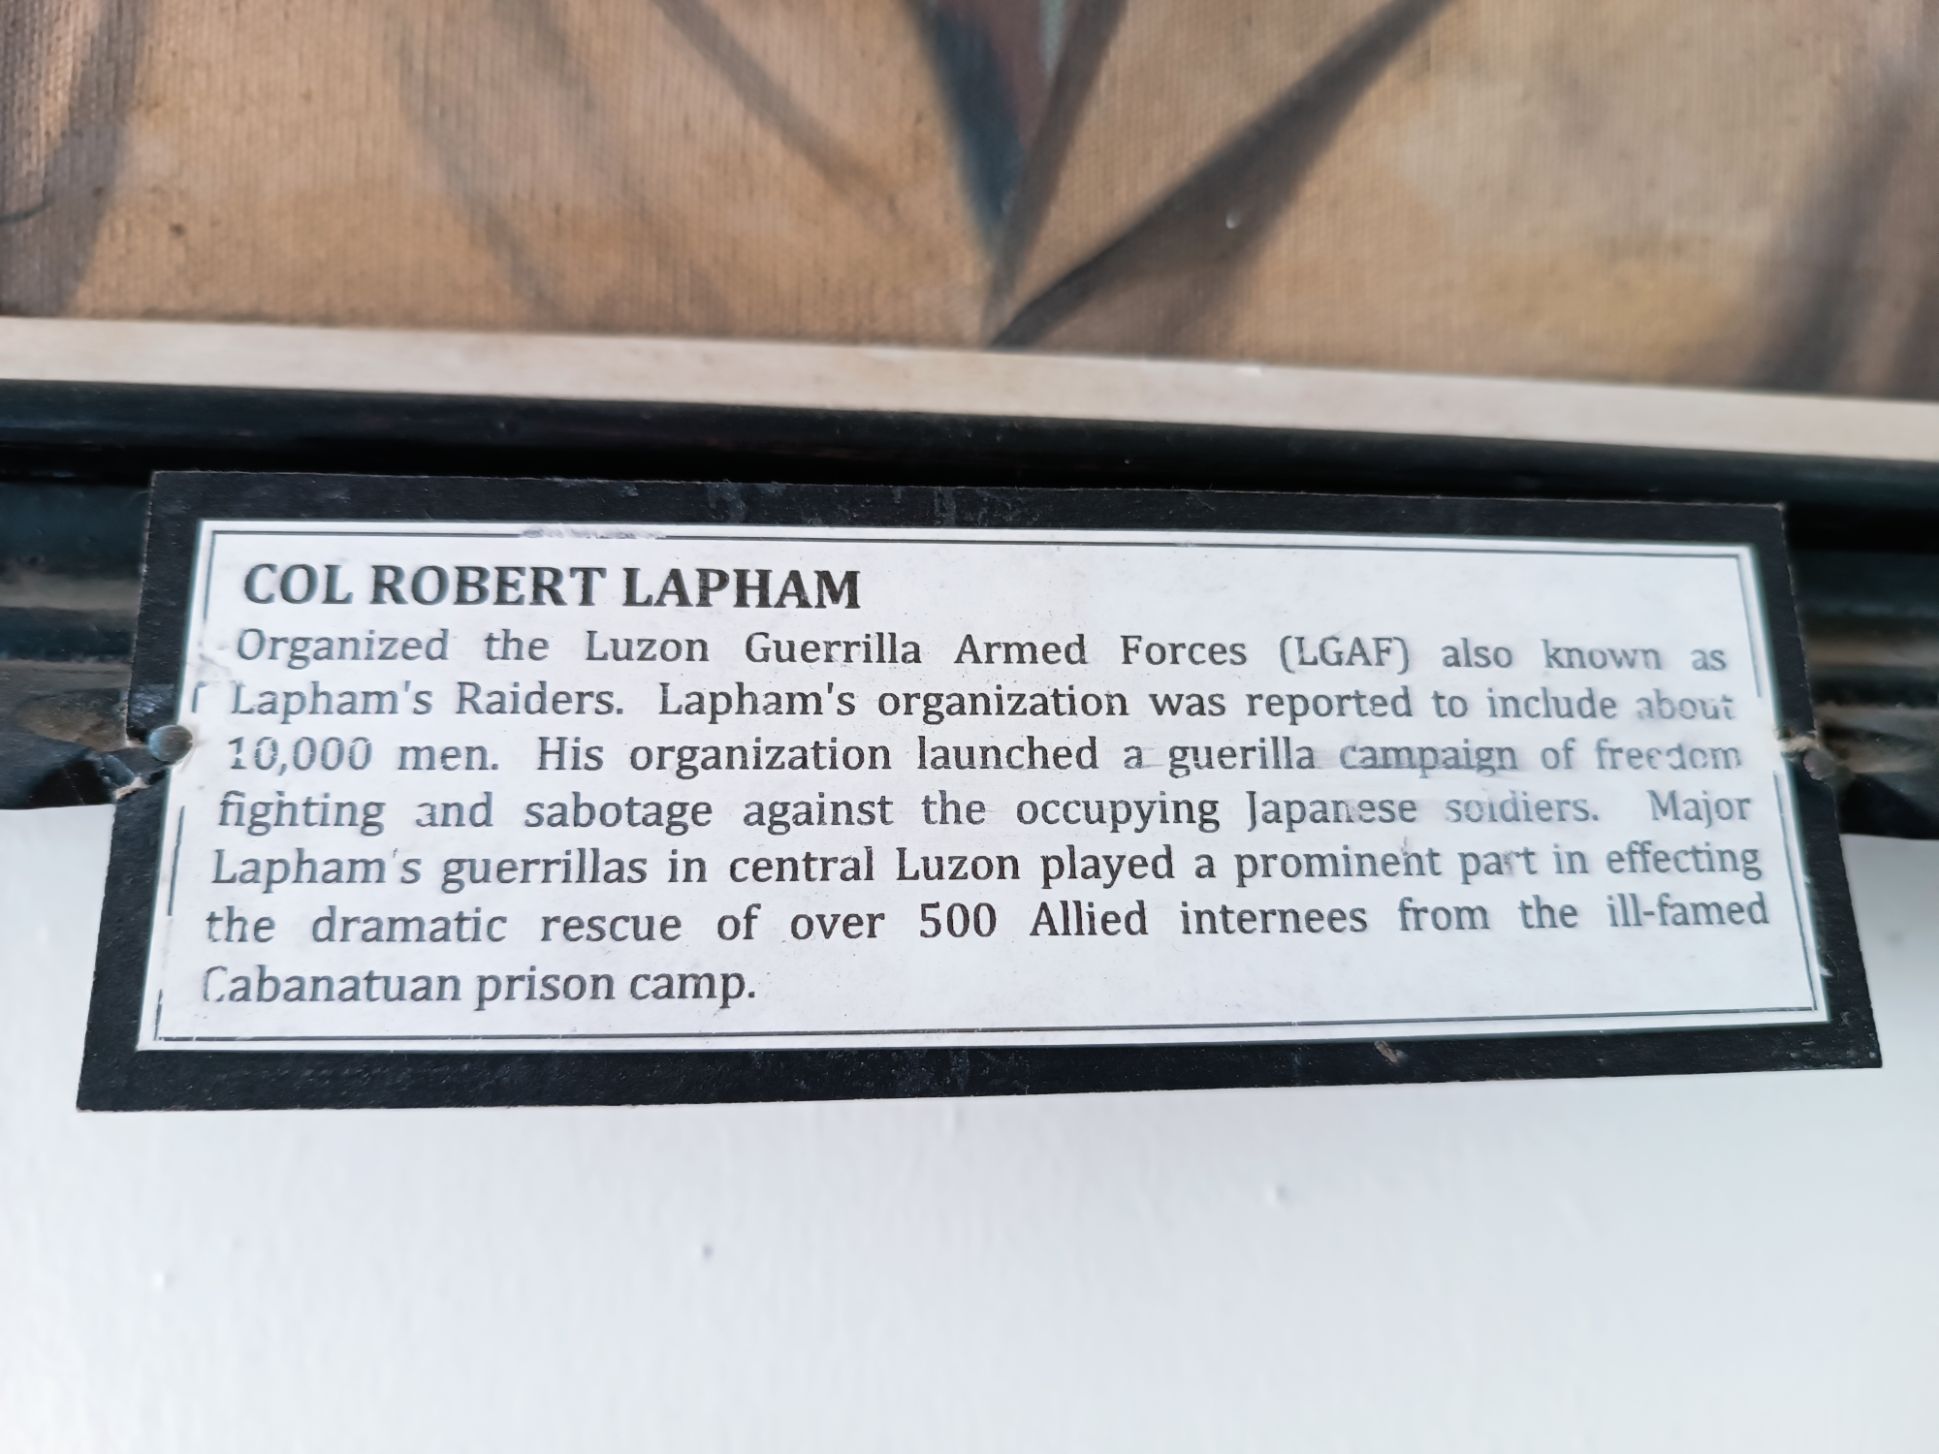 COL ROBERT LAPHAM
Organized the Luzon Guerrilla Armed Forces (LGAF) also known as
Lapham's Raiders. Lapham's organization was reported to include about
10,000 men. His organization launched a guerilla campaign of freedom
fighting and sabotage against the occupying Japanese soldiers. Major
Lapham's guerrillas in central Luzon played a prominent part in effecting
the dramatic rescue of over 500 Allied internees from the ill-famed
Cabanatuan prison camp.